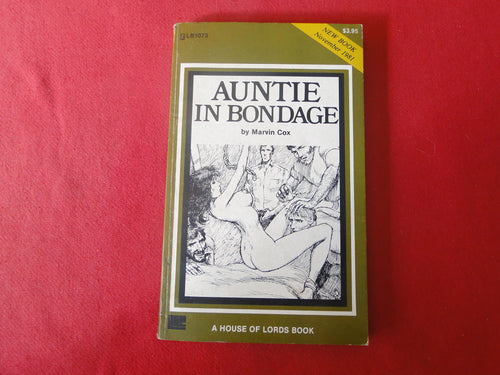 LB1073
$3.95
NEW BOOK
November 1981
AUNTIE
IN BONDAGE
by Marvin Cox
A HOUSE OF LORDS BOOK